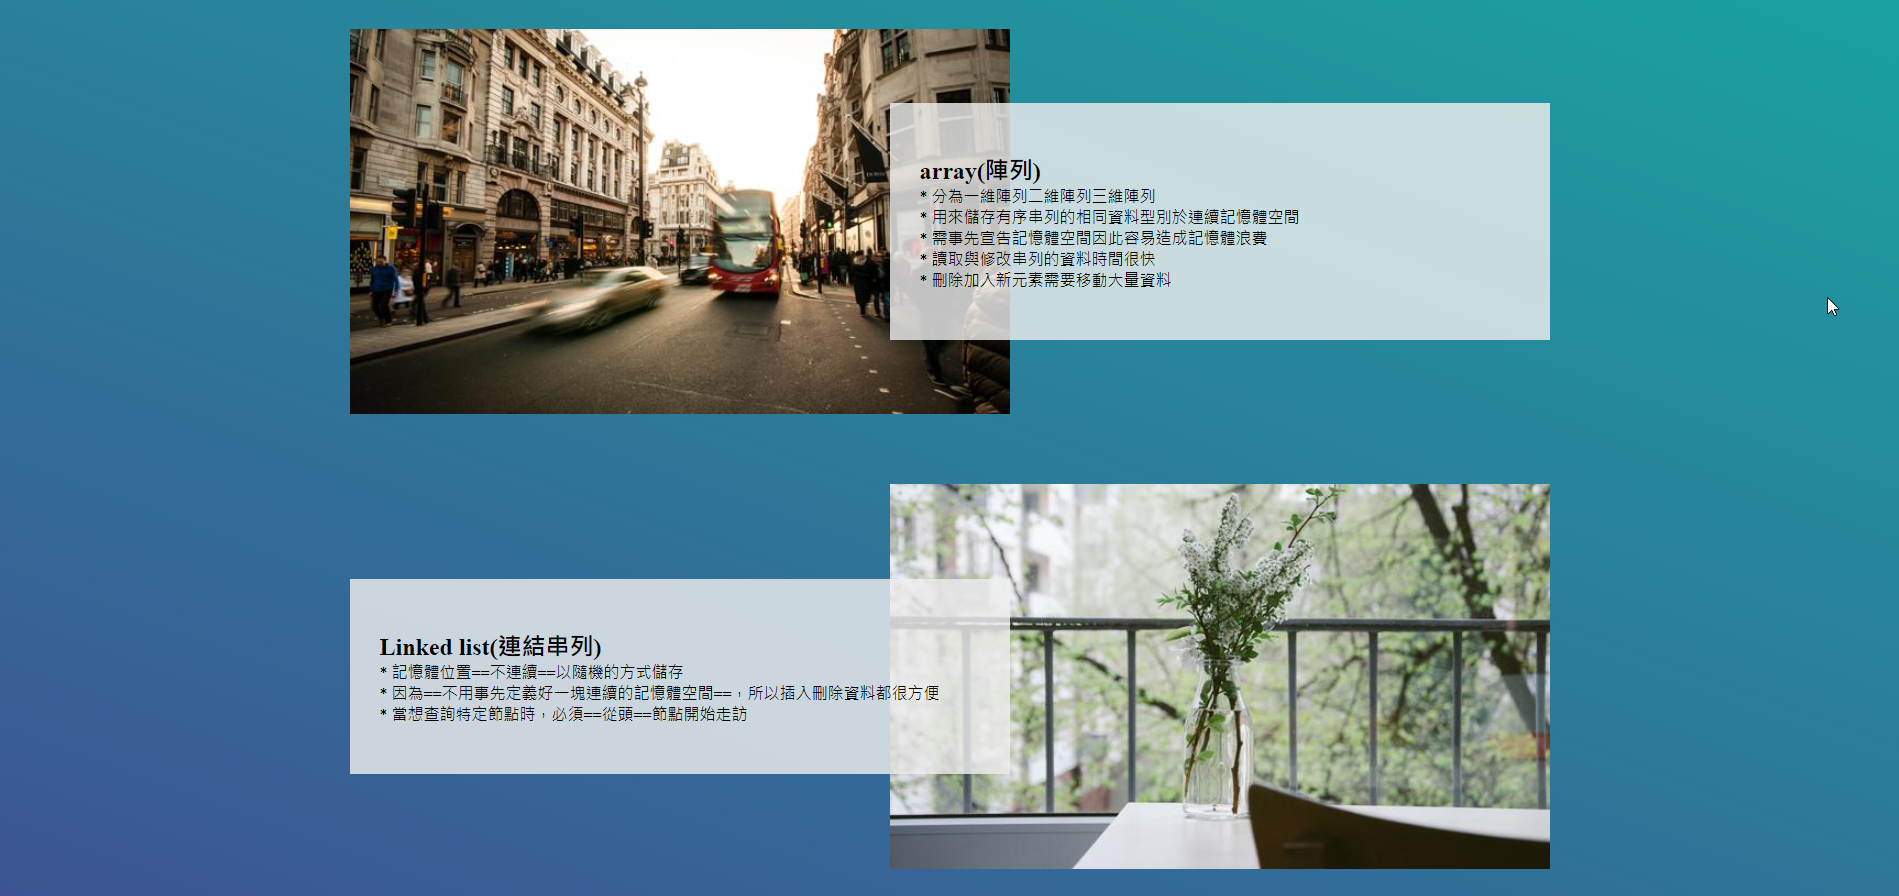 array(陣列)
* 分為一維陣列二維陣列三維陣列
* 用來儲存有序串列的相同資料型別於連續記憶體空間
* 需事先宣告記憶體空間因此容易造成記憶體浪費
* 讀取與修改串列的資料時間很快
* 刪除加入新元素需要移動大量資料
Linked list(連結串列)
* 記憶體位置==不連續==以隨機的方式儲存
* 因為==不用事先定義好一塊連續的記憶體空間==，所以插入刪除資料都很方便
* 當想查詢特定節點時，必須==從頭==節點開始走訪